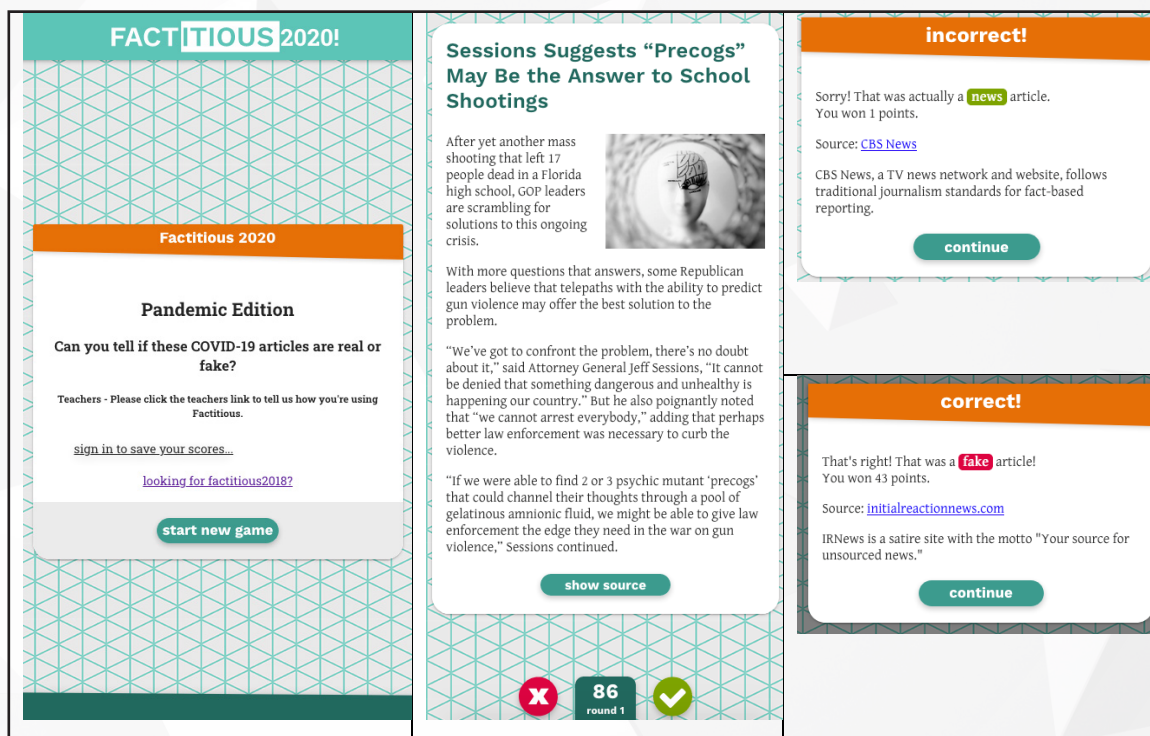 FACTITIOUS 2020!
Factitious 2020
Pandemic Edition
Can you tell if these COVID-19 articles are real or
fake?
Teachers - Please click the teachers link to tell us how you're using
Factitious.
sign in to save your scores...
looking for factitious2018?
start new game
Sessions Suggests “Precogs”
May Be the Answer to School
Shootings
After yet another mass
shooting that left 17
people dead in a Florida
high school, GOP leaders
are scrambling for
solutions to this ongoing
crisis.
With more questions that answers, some Republican
leaders believe that telepaths with the ability to predict
gun violence may offer the best solution to the
problem.
“We’ve got to confront the problem, there’s no doubt
about it,” said Attorney General Jeff Sessions, “It cannot
be denied that something dangerous and unhealthy is
happening our country.” But he also poignantly noted
that “we cannot arrest everybody,” adding that perhaps
better law enforcement was necessary to curb the
violence.
“If we were able to find 2 or 3 psychic mutant ‘precogs’
that could channel their thoughts through a pool of
gelatinous amnionic fluid, we might be able to give law
enforcement the edge they need in the war on gun
violence,” Sessions continued.
show source
86
round 1
incorrect!
Sorry! That was actually a news article.
You won 1 points.
Source: CBS News
CBS News, a TV news network and website, follows
traditional journalism standards for fact-based
reporting.
continue
correct!
That's right! That was a fake article!
You won 43 points.
Source: initialreactionnews.com
IRNews is a satire site with the motto "Your source for
unsourced news."
continue